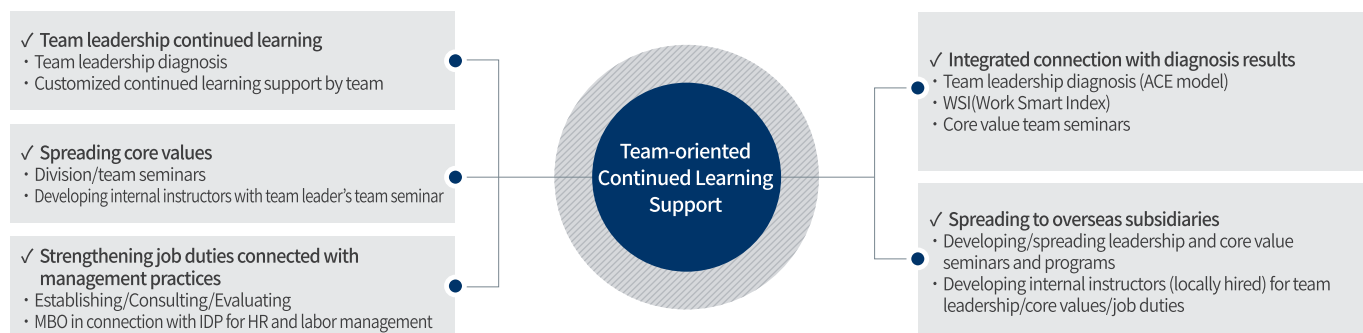 ✓ Team leadership continued learning
· Team leadership diagnosis
· Customized continued learning support by team
✓ Spreading core values
· Division/team seminars
· Developing internal instructors with team leader's team seminar
✓ Strengthening job duties connected with
management practices
· Establishing/Consulting/Evaluating
· MBO in connection with IDP for HR and labor management
Team-oriented
Continued Learning
Support
✓ Integrated connection with diagnosis results
· Team leadership diagnosis (ACE model)
· WSI(Work Smart Index)
· Core value team seminars
✓ Spreading to overseas subsidiaries
· Developing/spreading leadership and core value
seminars and programs
· Developing internal instructors (locally hired) for team
leadership/core values/job duties